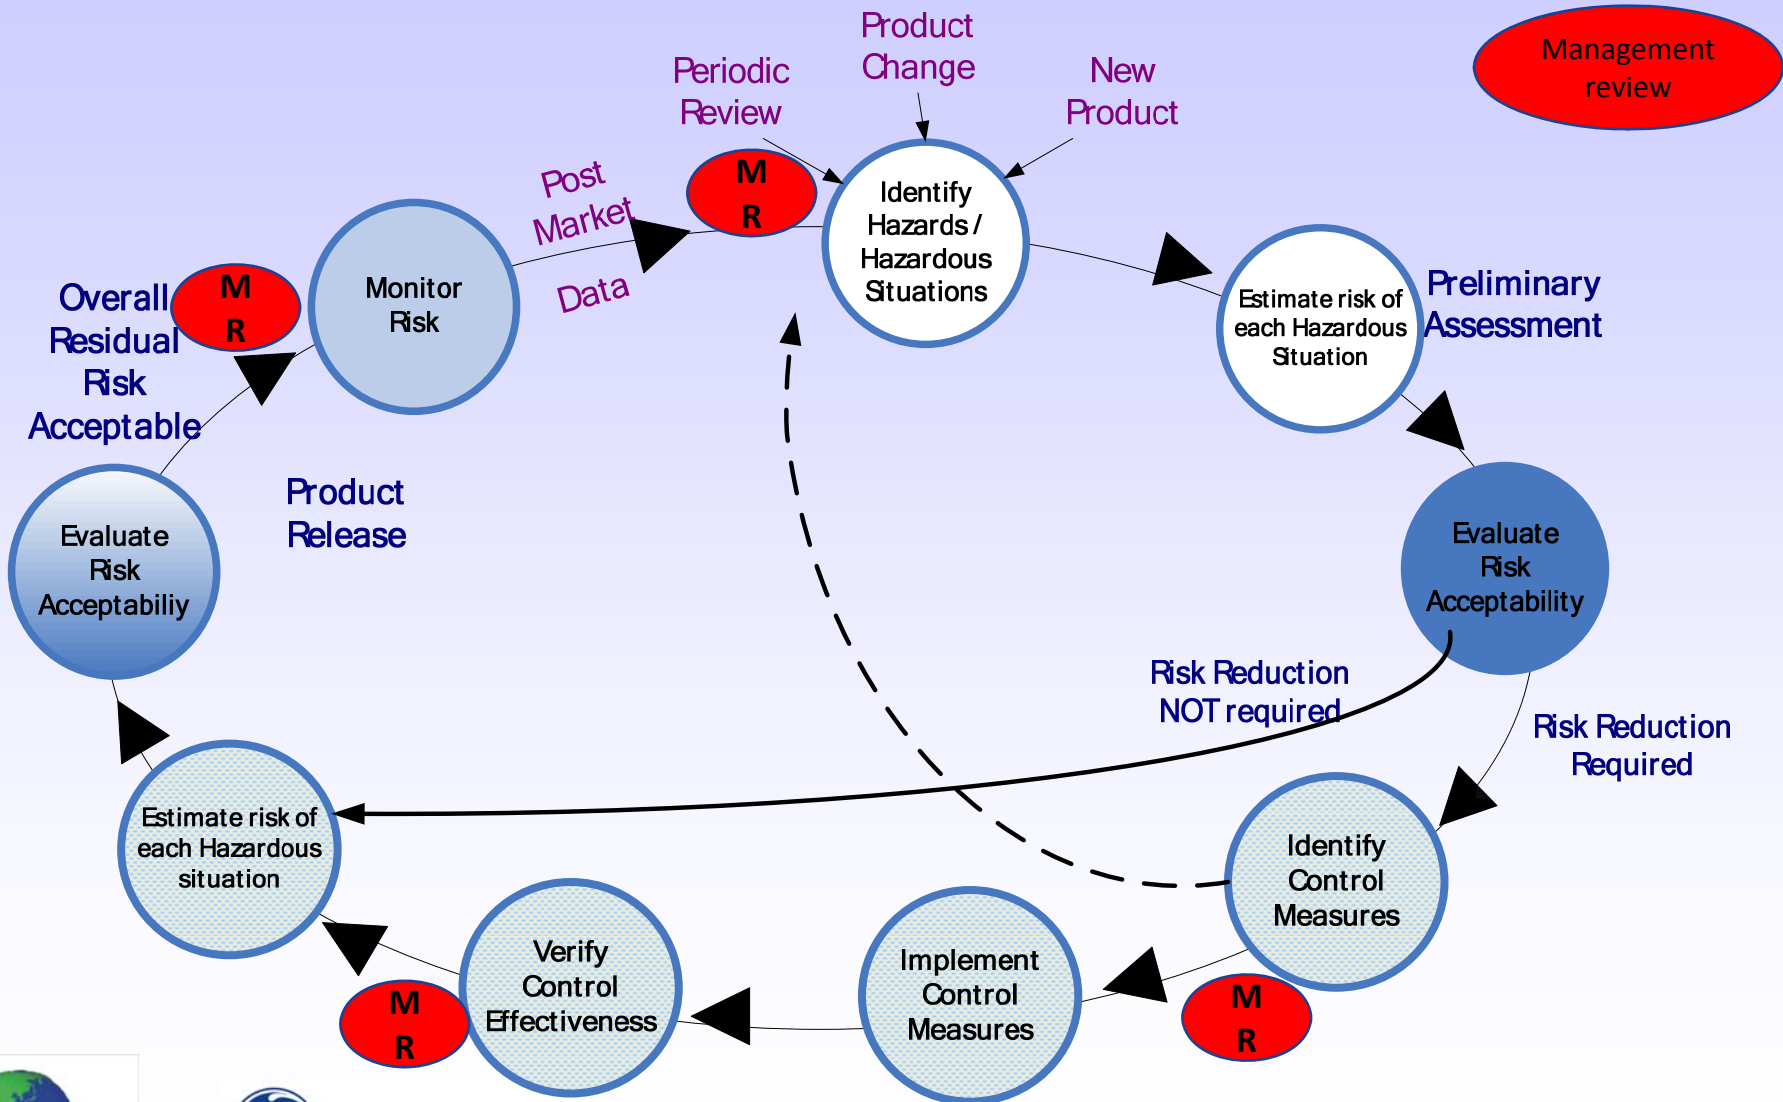 Product
Change
Periodic
Review
New
Product
Management
review
M
R
Post
Market
Data
Identify
Hazards /
Hazardous
Situations
Monitor
Risk
M
R
Overall
Residual
Risk
Acceptable
Estimate risk of
each Hazardous
Situation
Preliminary
Assessment
Product
Release
Evaluate
Risk
Acceptabiliy
Evaluate
Risk
Acceptability
Risk Reduction
NOT required
Risk Reduction
Required
Estimate risk of
each Hazardous
situation
Identify
Control
Measures
Verify
Control
Effectiveness
Implement
Control
Measures
M
R
M
R